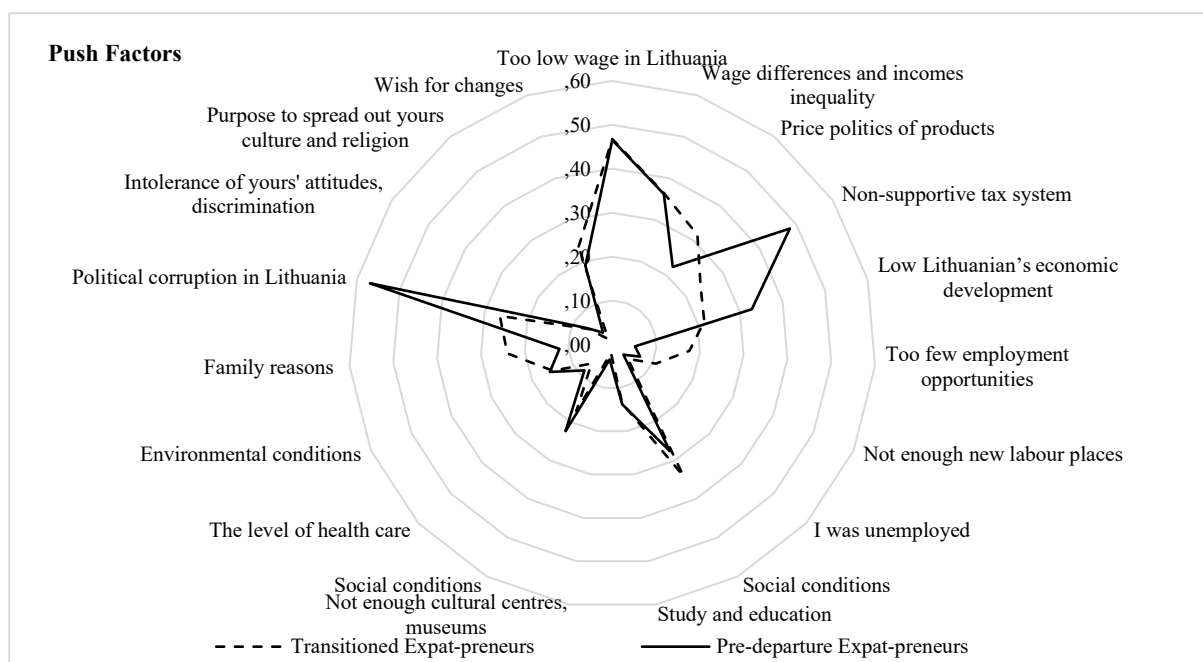 Push Factors
Too low wage in Lithuania
Wage differences and incomes
inequality
Price politics of products
Non-supportive tax system
Low Lithuanian’s economic
development
Too few employment
opportunities
Not enough new labour places
I was unemployed
Social conditions
Study and education
Not enough cultural centres,
museums
Social conditions
The level of health care
Environmental conditions
Family reasons
Political corruption in Lithuania
Intolerance of yours' attitudes,
discrimination
Purpose to spread out yours
culture and religion
Wish for changes
,60
,50
,40
,30
,20
,10
,00
Transitioned Expat-preneurs
Pre-departure Expat-preneurs